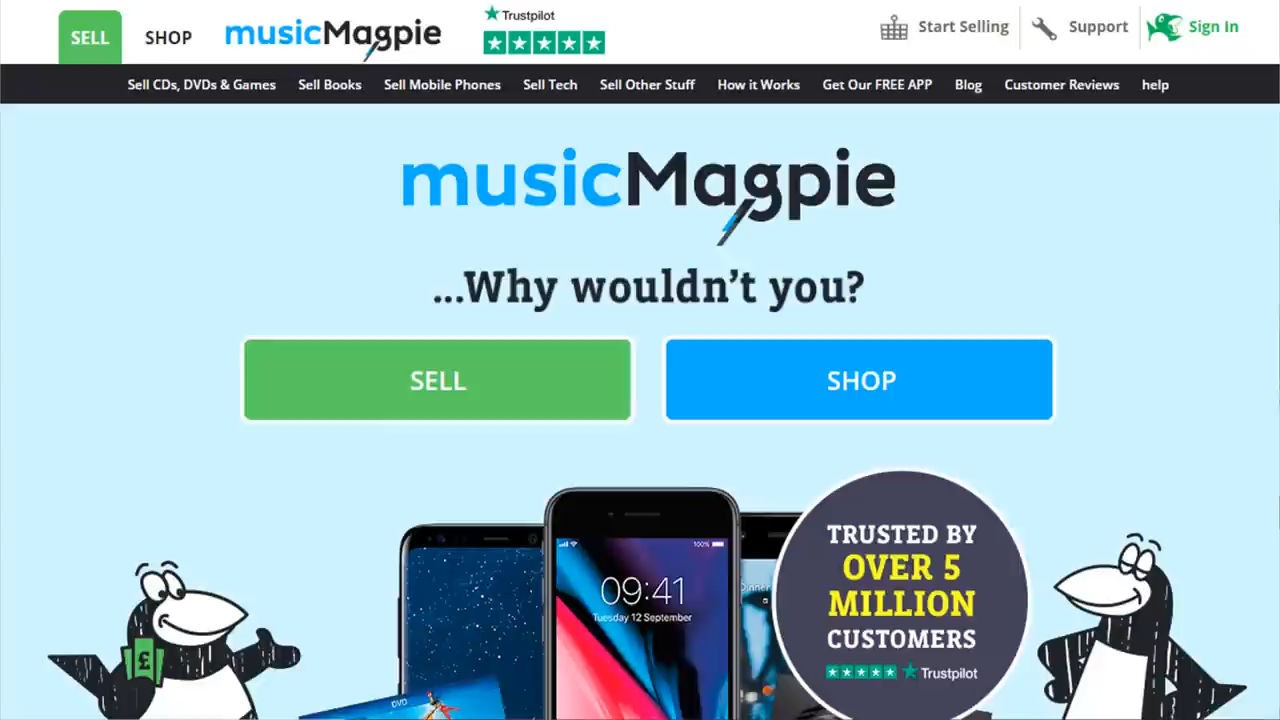 SELL
SHOP
musicMagpie
Trustpilot
Start Selling
Support
Sign In
Sell CDs, DVDs & Games
Sell Books
Sell Mobile Phones
Sell Tech
Sell Other Stuff
How it Works
Get Our FREE APP
Blog
Customer Reviews
help
musicMagpie
...Why wouldn't you?
SELL
SHOP
100%
09:41
Tuesday 12 September
TRUSTED BY
OVER 5
MILLION
CUSTOMERS
Trustpilot
£
DVD